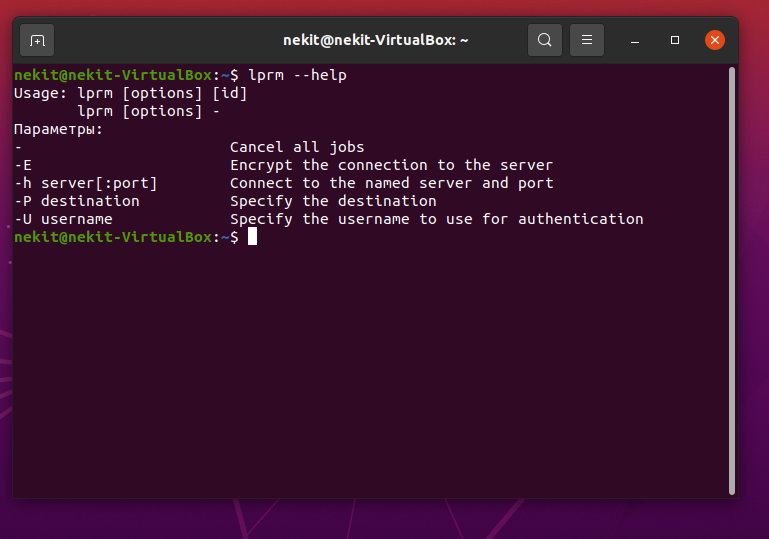 nekit@nekit-VirtualBox: ~
nekit@nekit-VirtualBox:~$ lprm --help
Usage: lprm [options] [id]
       lprm [options] -
Параметры:
-                       Cancel all jobs
-E                      Encrypt the connection to the server
-h server[:port]        Connect to the named server and port
-P destination          Specify the destination
-U username             Specify the username to use for authentication
nekit@nekit-VirtualBox:~$